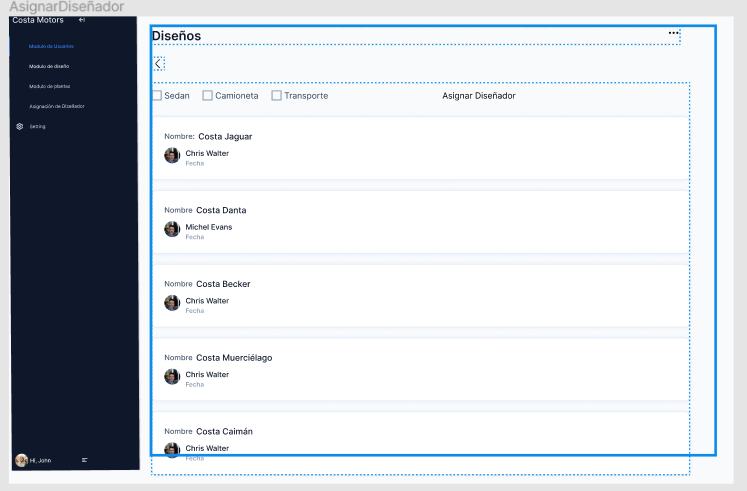 AsignarDiseñador
Costa Motors
Modulo de Usuarios
Modulo de diseño
Modulo de plantas
Asignación de Diseñador
Setting
Hi, John
Diseños
Sedan Camioneta Transporte Asignar Diseñador
Nombre: Costa Jaguar
Chris Walter
Fecha
Nombre Costa Danta
Michel Evans
Fecha
Nombre Costa Becker
Chris Walter
Fecha
Nombre Costa Muerciélago
Chris Walter
Fecha
Nombre Costa Caimán
Chris Walter
Fecha